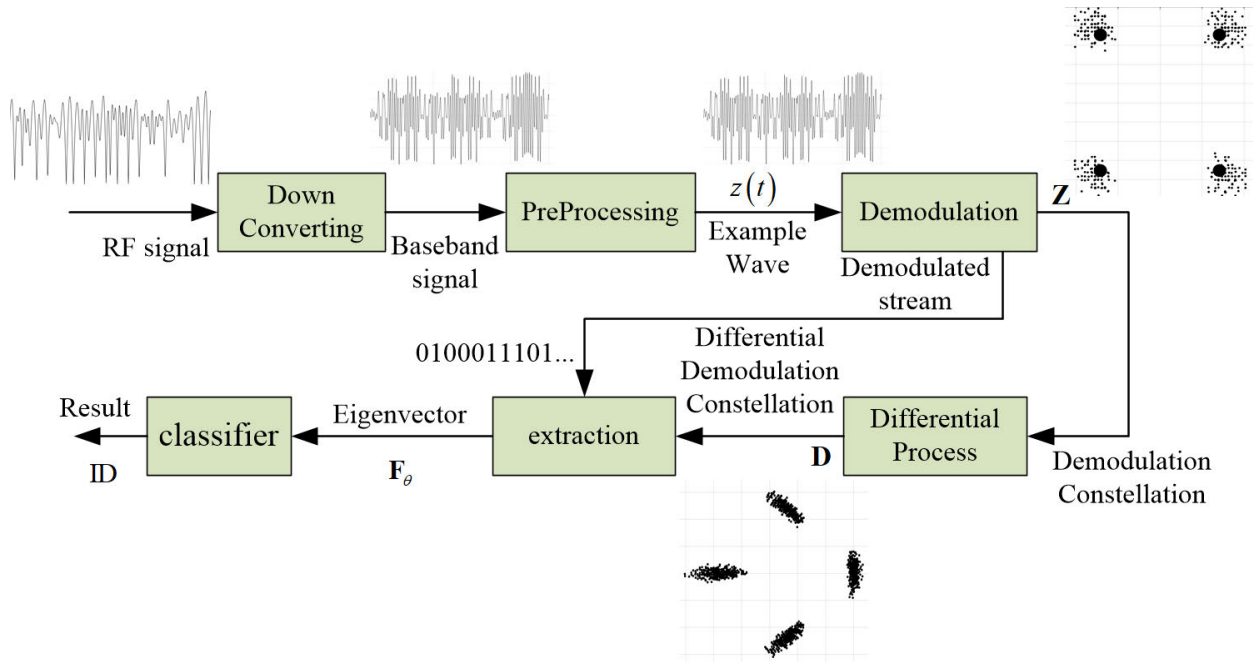 Down
Converting
PreProcessing
z(t)
Demodulation
Z
RF signal
Baseband
signal
Example
Wave
Demodulated
stream
0100011101...
Differential
Demodulation
Constellation
Result
classifier
Eigenvector
extraction
D
Differential
Process
ID
F_θ
Demodulation
Constellation